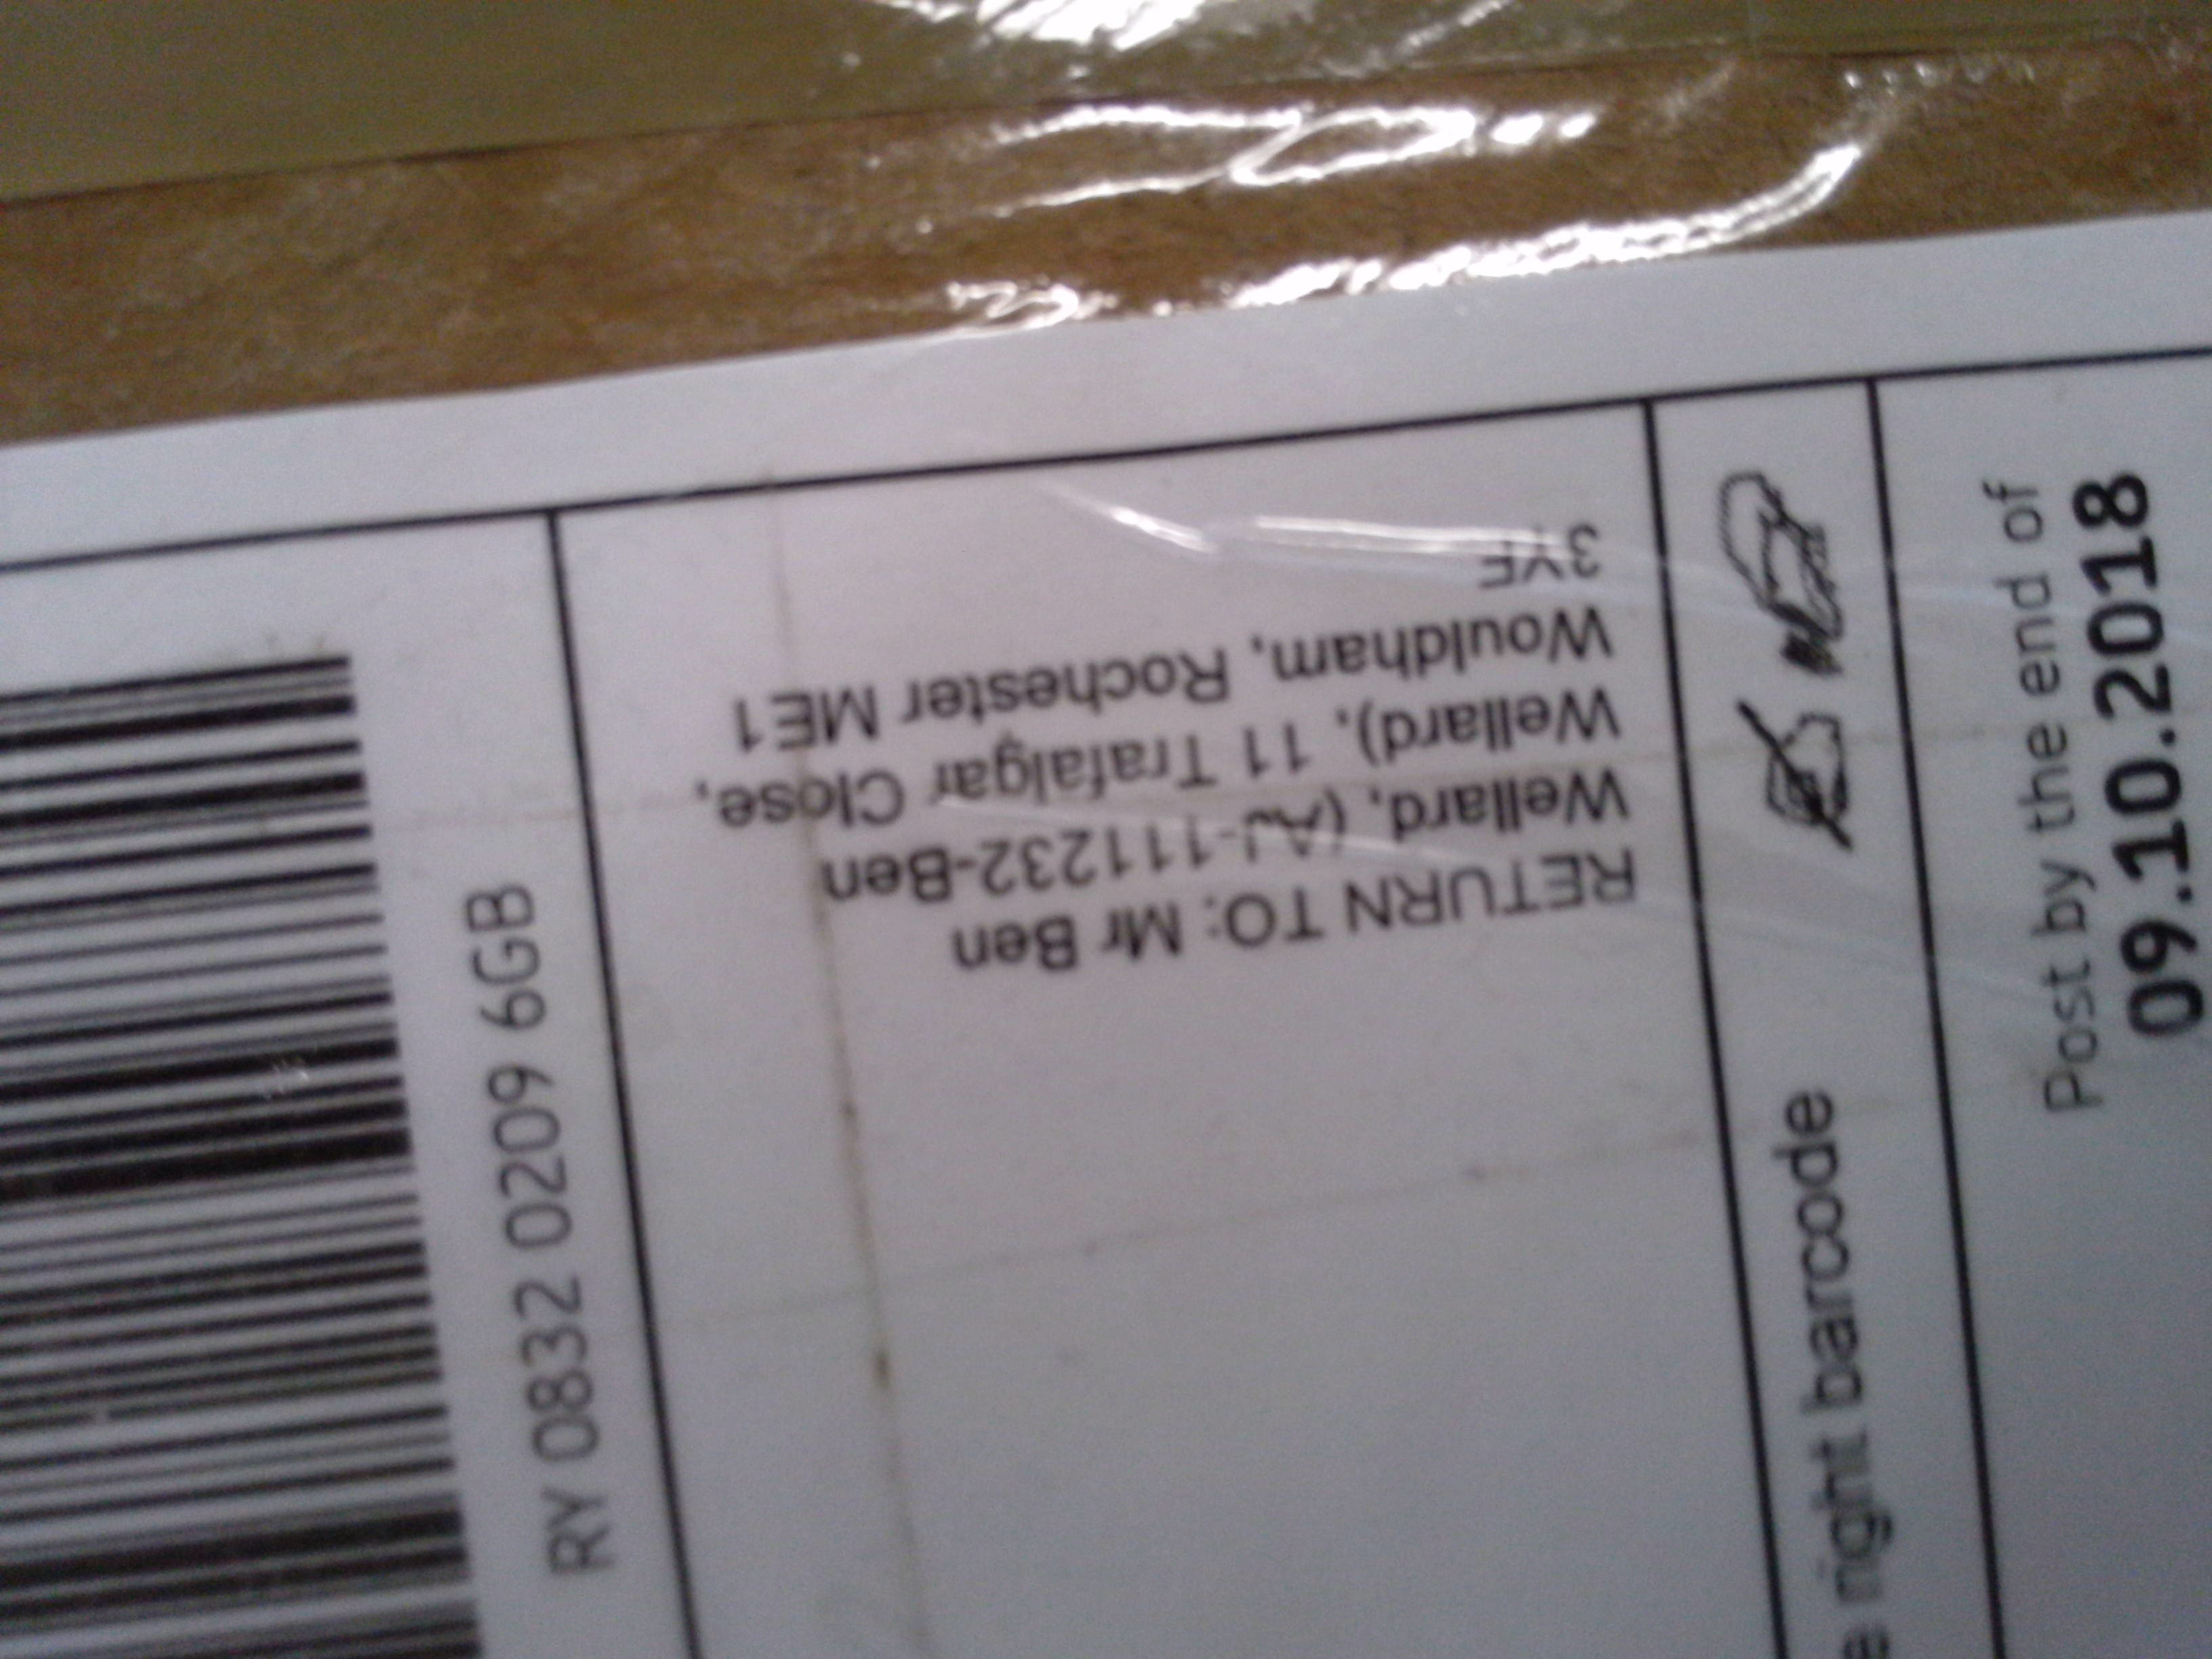 RY 0832 0209 6GB
RETURN TO: Mr Ben
Wellard, (AJ-111232-Ben
Wellard), 11 Trafalgar Close,
Wouldham, Rochester ME1
3YF
e right barcode
Post by the end of
09.10.2018